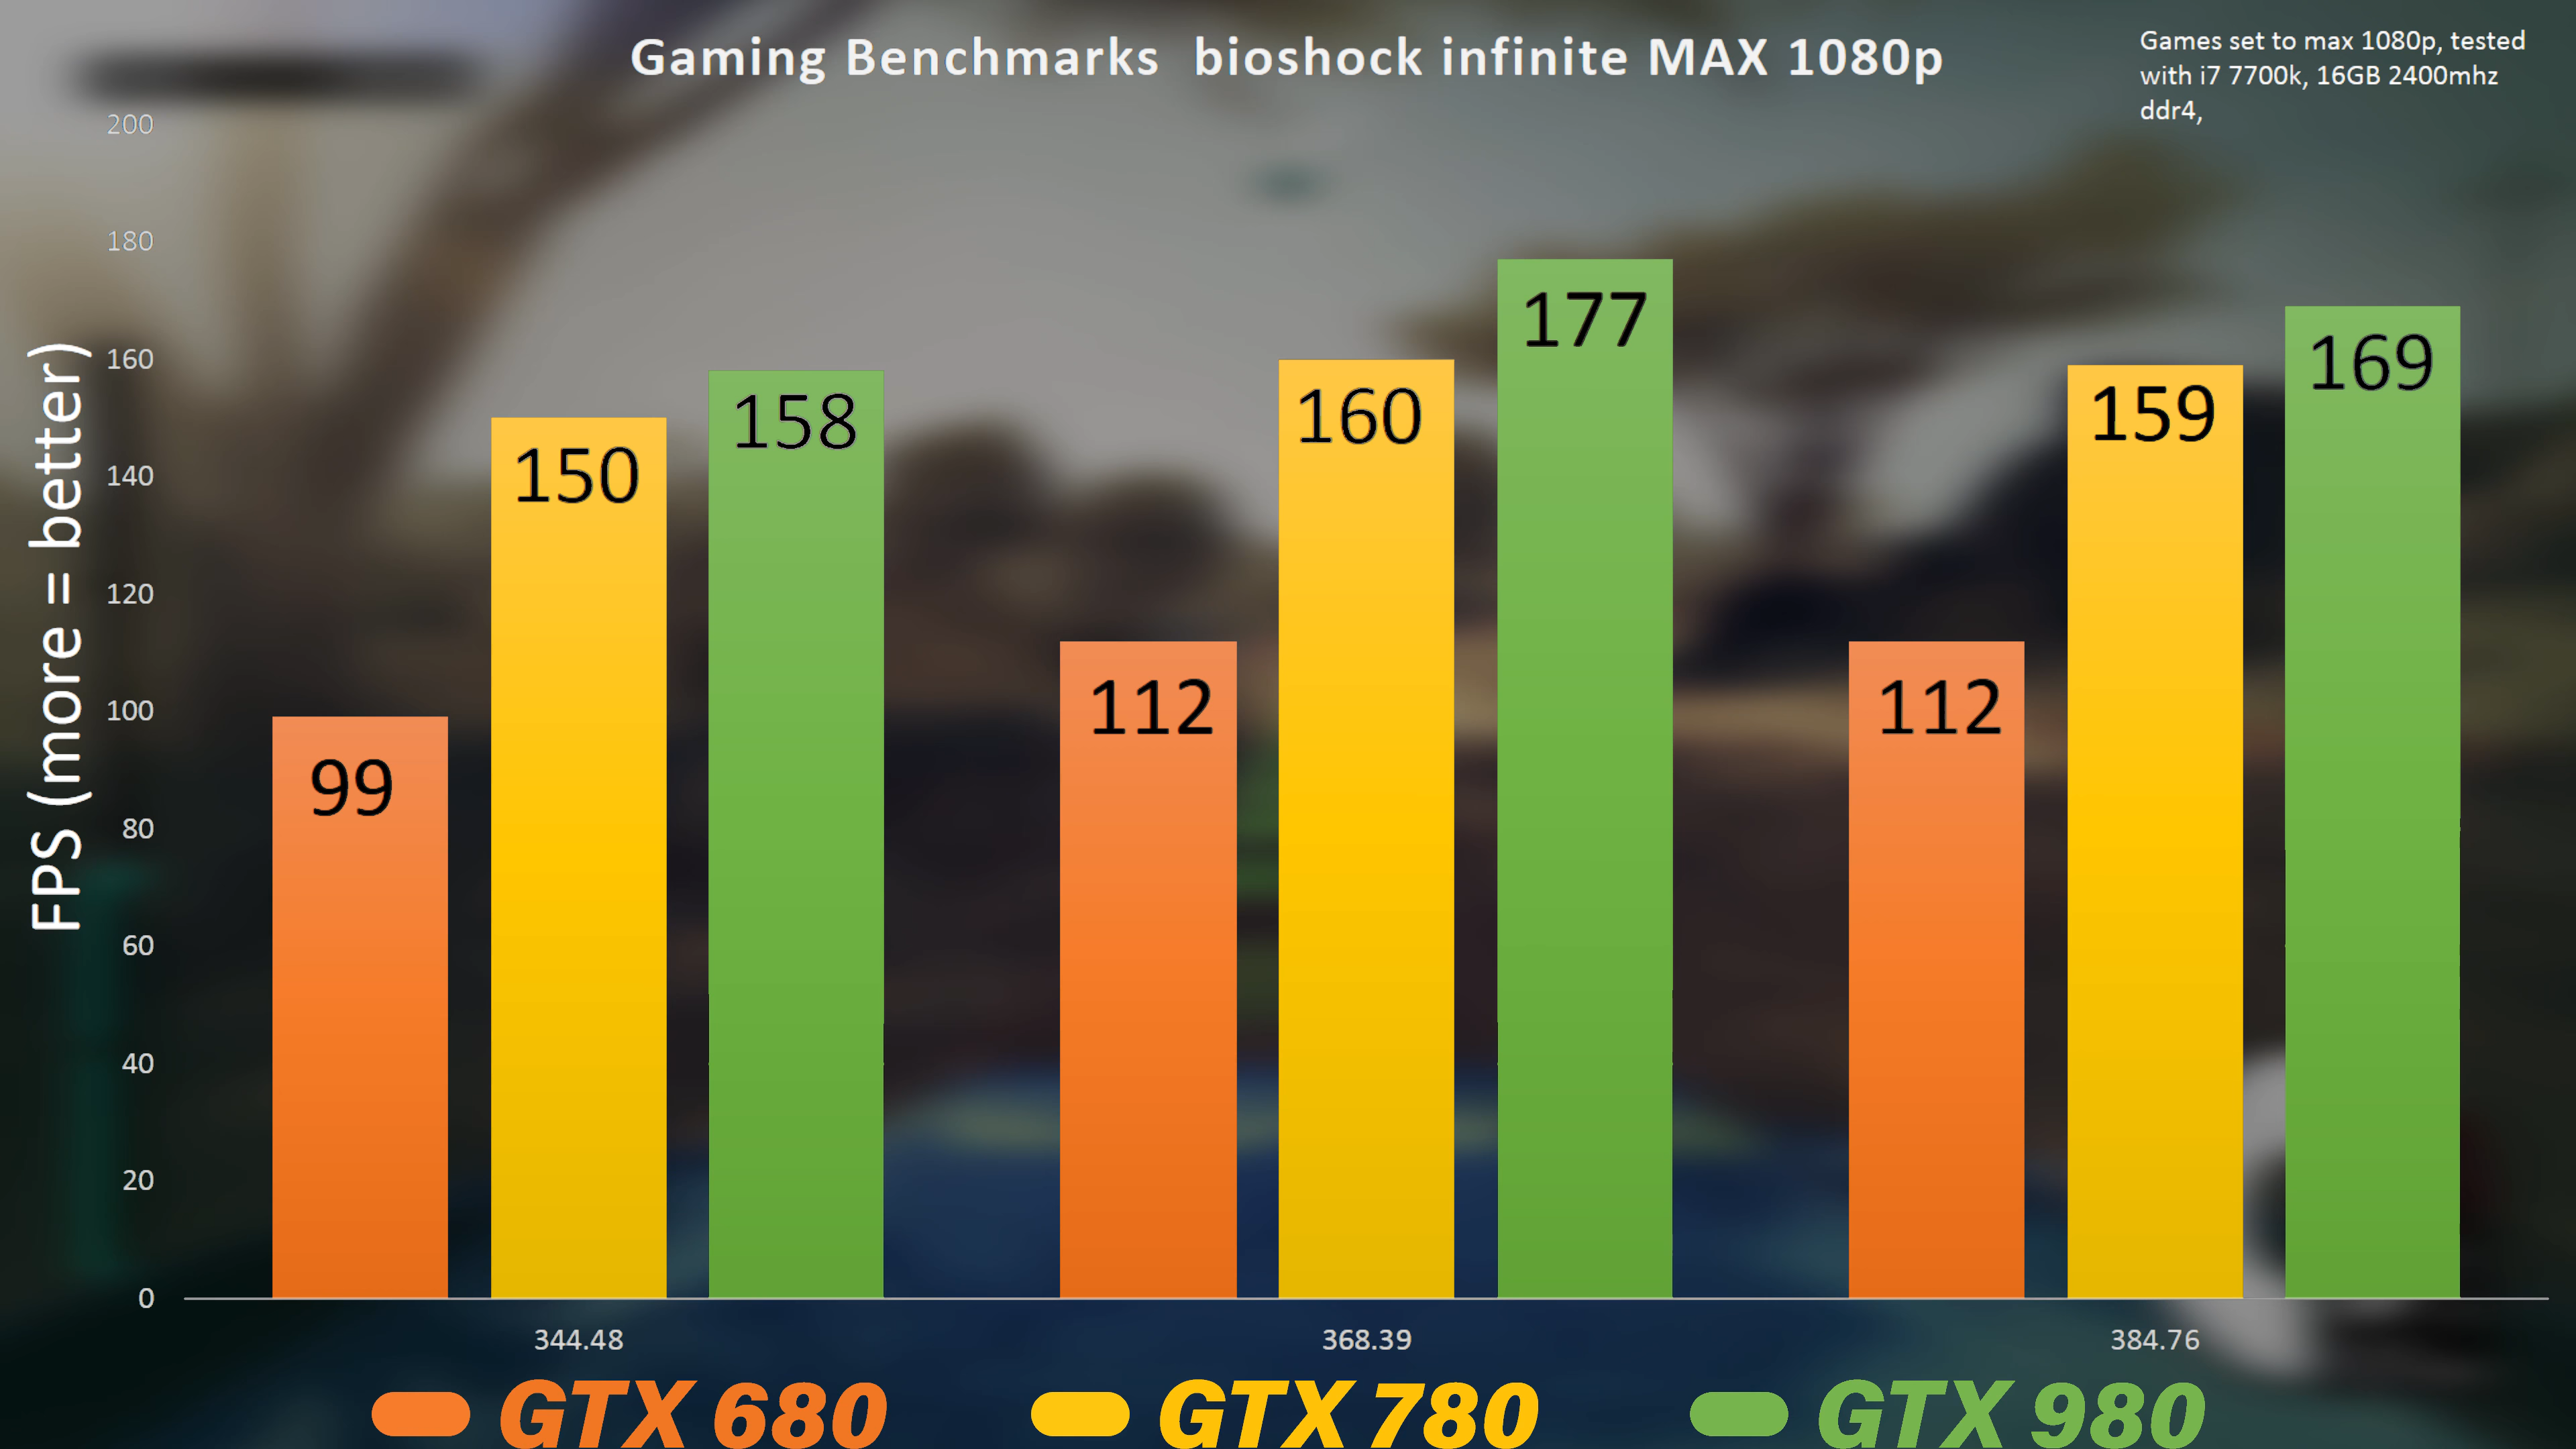 Gaming Benchmarks  bioshock infinite MAX 1080p
Games set to max 1080p, tested
with i7 7700k, 16GB 2400mhz
ddr4,
FPS (more = better)
200
180
160
140
120
100
80
60
40
20
0
99
150
158
112
160
177
112
159
169
344.48
368.39
384.76
GTX 680
GTX 780
GTX 980